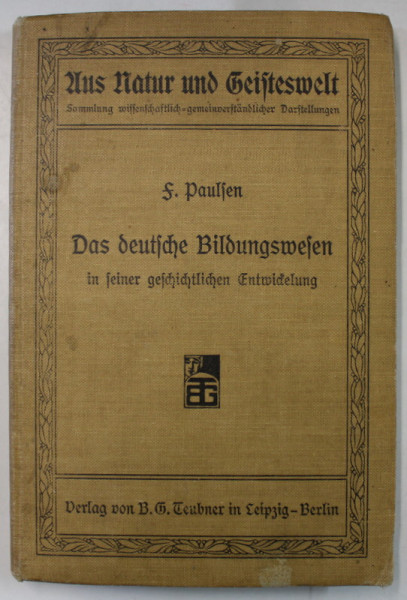 Aus Natur und Geisteswelt
Sammlung wissenschaftlich-gemeinverständlicher Darstellungen
F. Paulsen
Das deutsche Bildungswesen
in seiner geschichtlichen Entwickelung
BTG
Verlag von B. G. Teubner in Leipzig-Berlin